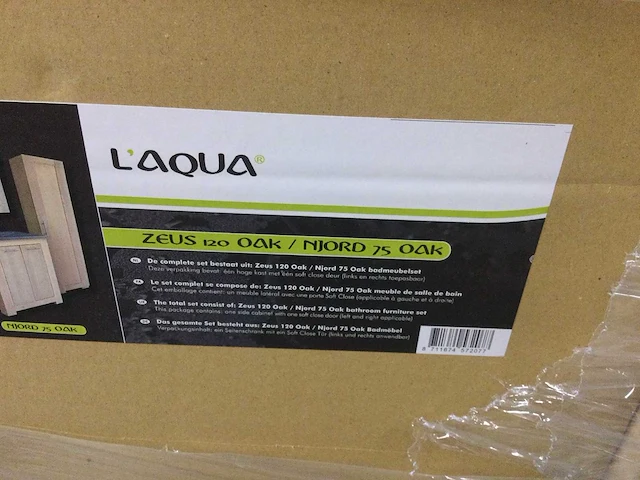 L'AQUA®
ZEUS 120 OAK / NJORD 75 OAK
NL De complete set bestaat uit: Zeus 120 Oak / Njord 75 Oak badmeubelset
Deze verpakking bevat: één hoge kast met één soft close deur (links en rechts toepasbaar)
Le set complet se compose de: Zeus 120 Oak / Njord 75 Oak meuble de salle de bain
Cet emballage contient: un meuble latéral avec une porte Soft Close (applicable à gauche et à droite)
The total set consist of: Zeus 120 Oak / Njord 75 Oak bathroom furniture set
This package contains: one side cabinet with one soft close door (left and right applicable)
Das gesamte Set besteht aus: Zeus 120 Oak / Njord 75 Oak Badmöbel
Verpackungsinhalt: ein Seitenschrank mit ein Soft Close Tür (links und rechts anwendbar)
NJORD 75 OAK
8 711674 572077